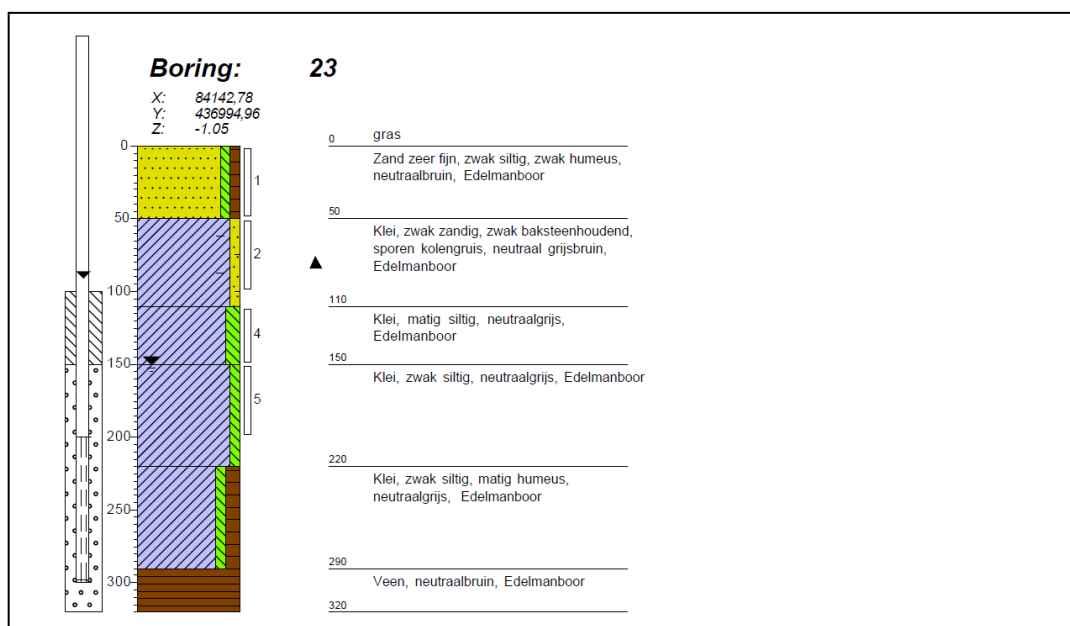 Boring: 23
X: 84142,78
Y: 436994,96
Z: -1.05
0
50
100
150
200
250
300
1
2
4
5
0 gras
Zand zeer fijn, zwak siltig, zwak humeus,
neutraalbruin, Edelmanboor
50
Klei, zwak zandig, zwak baksteenhoudend,
sporen kolengruis, neutraal grijsbruin,
Edelmanboor
110
Klei, matig siltig, neutraalgrijs,
Edelmanboor
150
Klei, zwak siltig, neutraalgrijs, Edelmanboor
220
Klei, zwak siltig, matig humeus,
neutraalgrijs, Edelmanboor
290
Veen, neutraalbruin, Edelmanboor
320